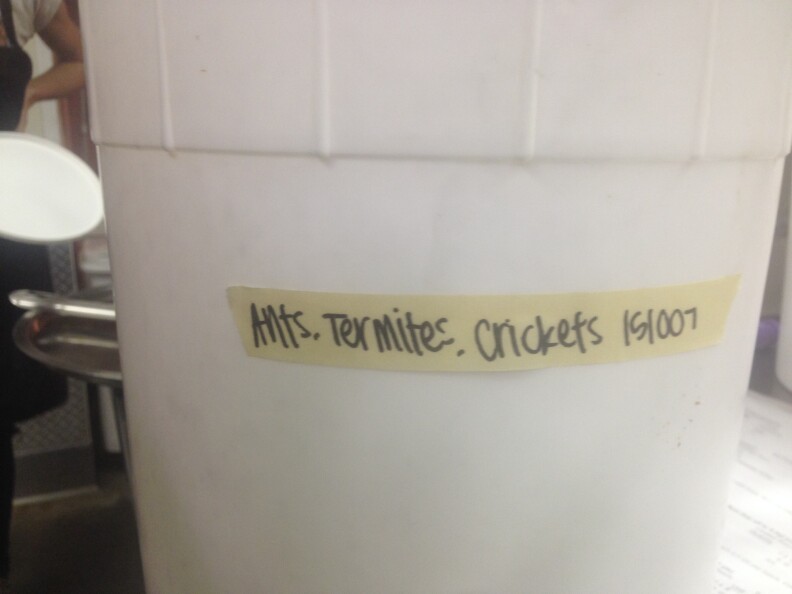 Ants. Termites. Crickets 151007